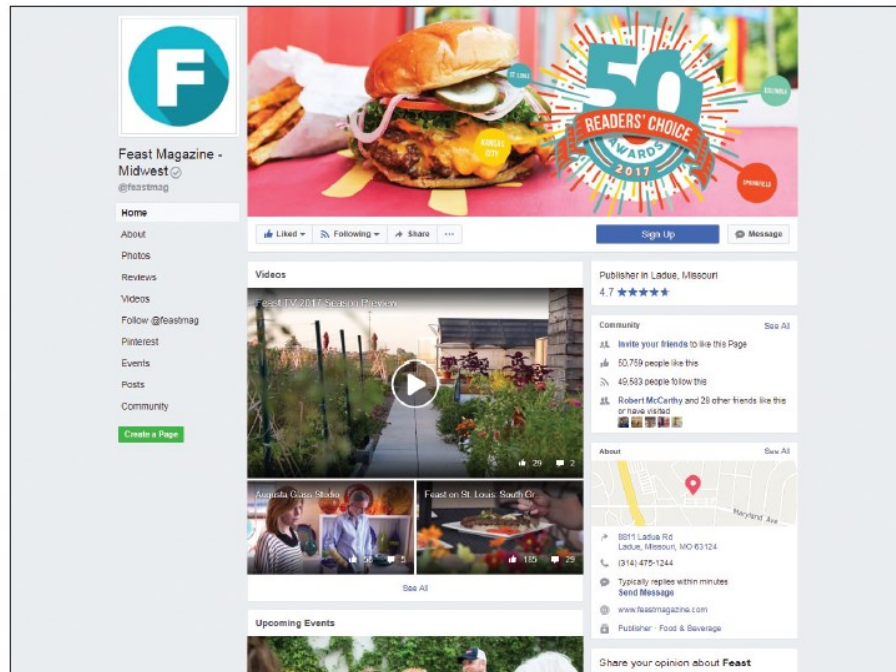 F
Feast Magazine -
Midwest
@feastmag
Home
About
Photos
Reviews
Videos
Follow @feastmag
Pinterest
Events
Posts
Community
Create a Page
ST. LOUIS
COLUMBIA
KANSAS
CITY
SPRINGFIELD
50
READERS' CHOICE
AWARDS
2017
Liked
Following
Share
Sign Up
Message
Videos
Feast TV 2017 Season Preview
29
2
Augusta Glass Studio
5
Feast on St. Louis: South Gr...
185
29
See All
Upcoming Events
Publisher in Ladue, Missouri
4.7
Community
See All
Invite your friends to like this Page
50,759 people like this
49,583 people follow this
Robert McCarthy and 28 other friends like this
or have visited
About
See All
Maryland Ave
8811 Ladue Rd
Ladue, Missouri, MO 63124
(314) 475-1244
Typically replies within minutes
Send Message
www.feastmagazine.com
Publisher · Food & Beverage
Share your opinion about Feast